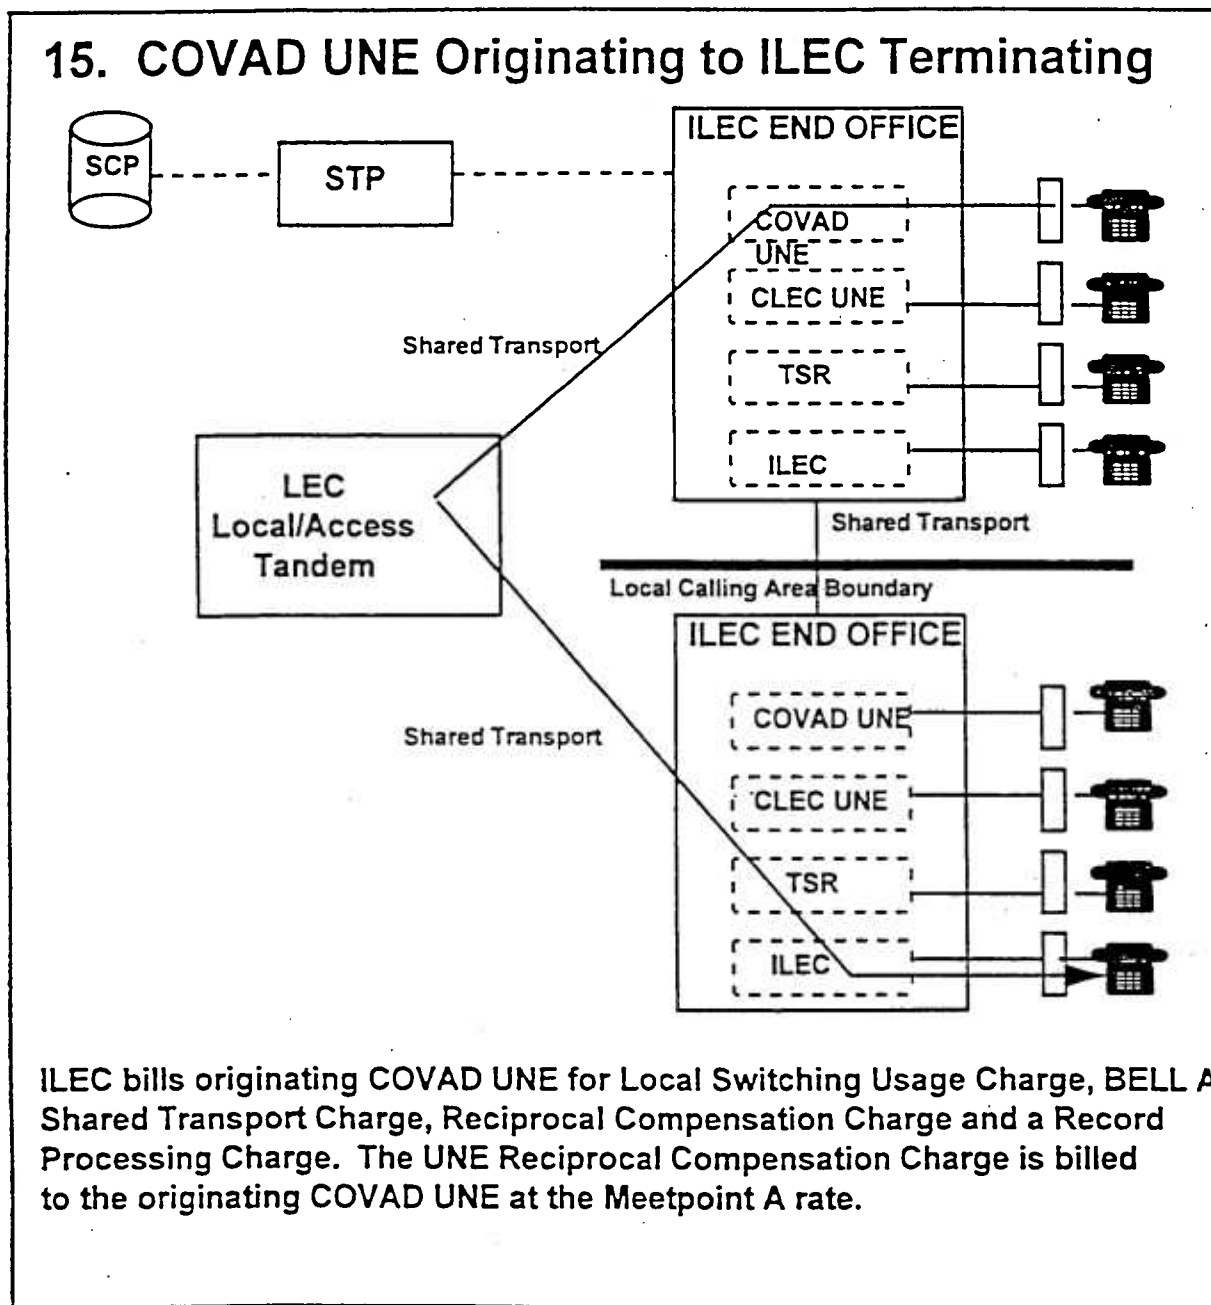 15. COVAD UNE Originating to ILEC Terminating
SCP
STP
ILEC END OFFICE
COVAD
UNE
CLEC UNE
TSR
ILEC
Shared Transport
LEC
Local/Access
Tandem
Shared Transport
Local Calling Area Boundary
ILEC END OFFICE
COVAD UNE
CLEC UNE
TSR
ILEC
Shared Transport
ILEC bills originating COVAD UNE for Local Switching Usage Charge, BELL A
Shared Transport Charge, Reciprocal Compensation Charge and a Record
Processing Charge. The UNE Reciprocal Compensation Charge is billed
to the originating COVAD UNE at the Meetpoint A rate.